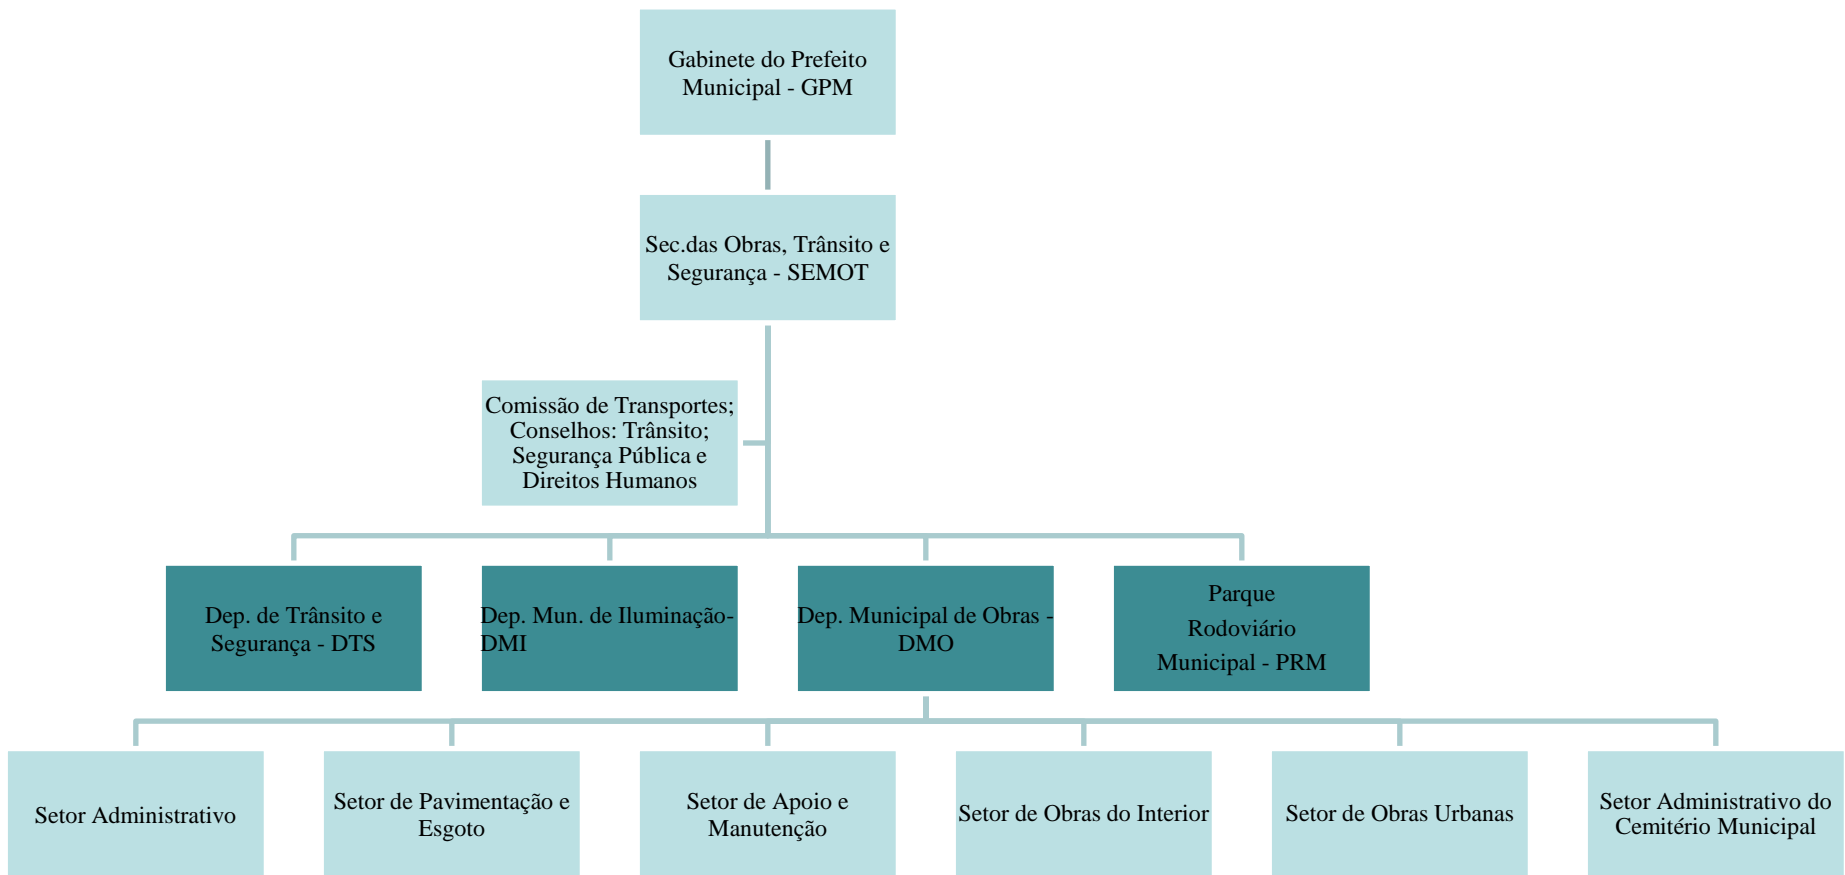 Gabinete do Prefeito
Municipal - GPM
Sec.das Obras, Trânsito e
Segurança - SEMOT
Comissão de Transportes;
Conselhos: Trânsito;
Segurança Pública e
Direitos Humanos
Dep. de Trânsito e
Segurança - DTS
Dep. Mun. de Iluminação-
DMI
Dep. Municipal de Obras -
DMO
Parque
Rodoviário
Municipal - PRM
Setor Administrativo
Setor de Pavimentação e
Esgoto
Setor de Apoio e
Manutenção
Setor de Obras do Interior
Setor de Obras Urbanas
Setor Administrativo do
Cemitério Municipal